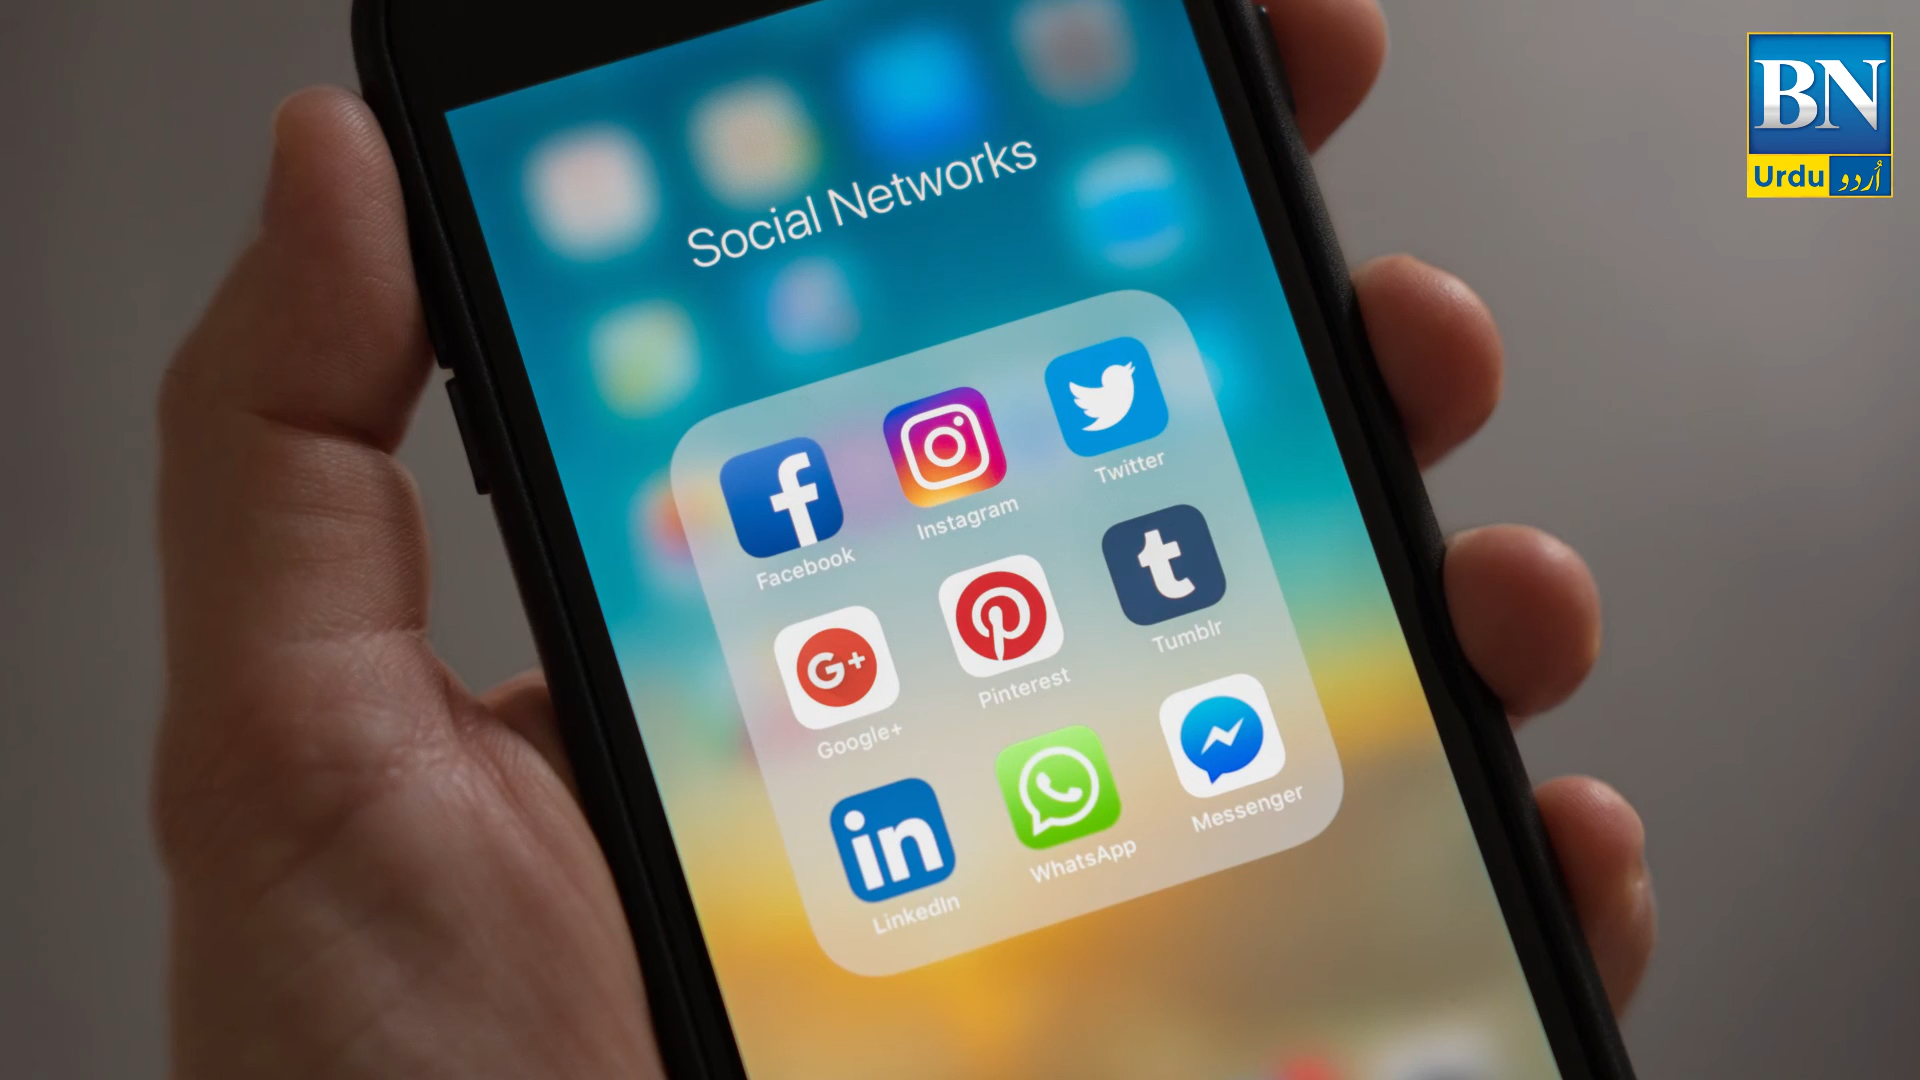 BN
Urdu اُردو
Social Networks
Facebook
Instagram
Twitter
Google+
Pinterest
Tumblr
LinkedIn
WhatsApp
Messenger